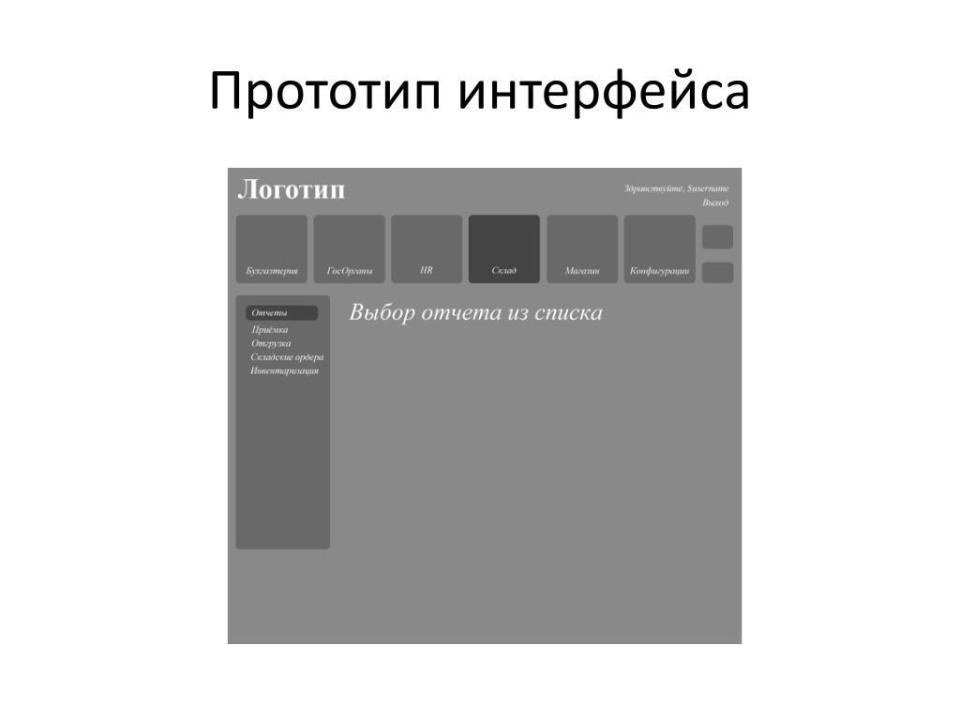 Прототип интерфейса
Логотип
Здравствуйте, $username
Выход
Бухгалтерия
ГосОрганы
HR
Склад
Магазин
Конфигурации
Отчеты
Приёмка
Отгрузка
Складские ордера
Инвентаризация
Выбор отчета из списка